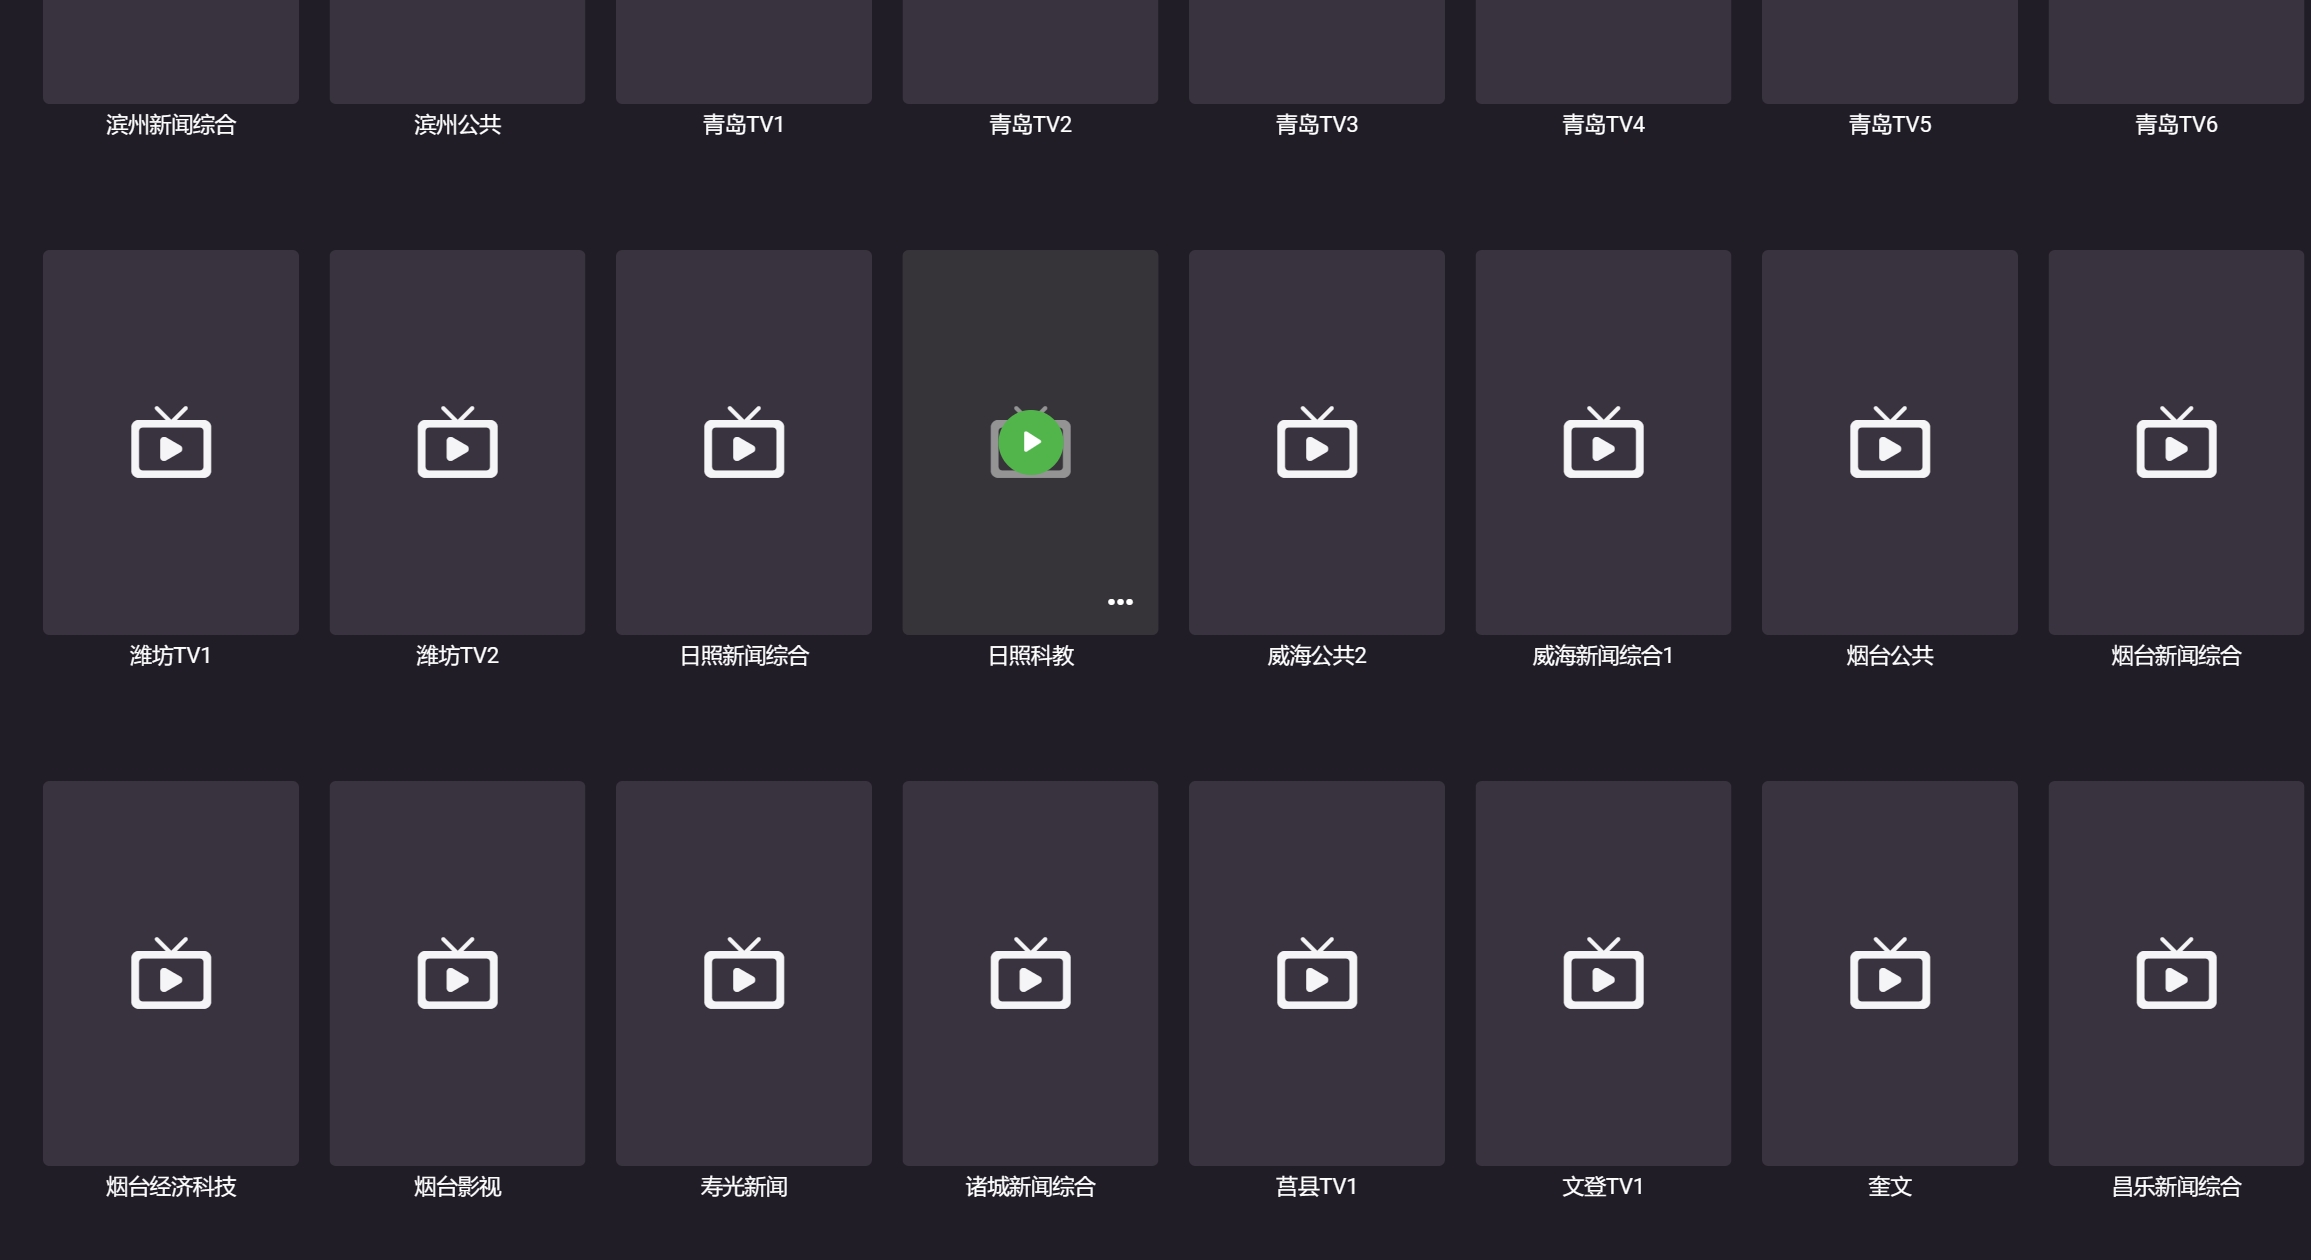 滨州新闻综合
滨州公共
青岛TV1
青岛TV2
青岛TV3
青岛TV4
青岛TV5
青岛TV6
潍坊TV1
潍坊TV2
日照新闻综合
日照科教
威海公共2
威海新闻综合1
烟台公共
烟台新闻综合
烟台经济科技
烟台影视
寿光新闻
诸城新闻综合
莒县TV1
文登TV1
奎文
昌乐新闻综合